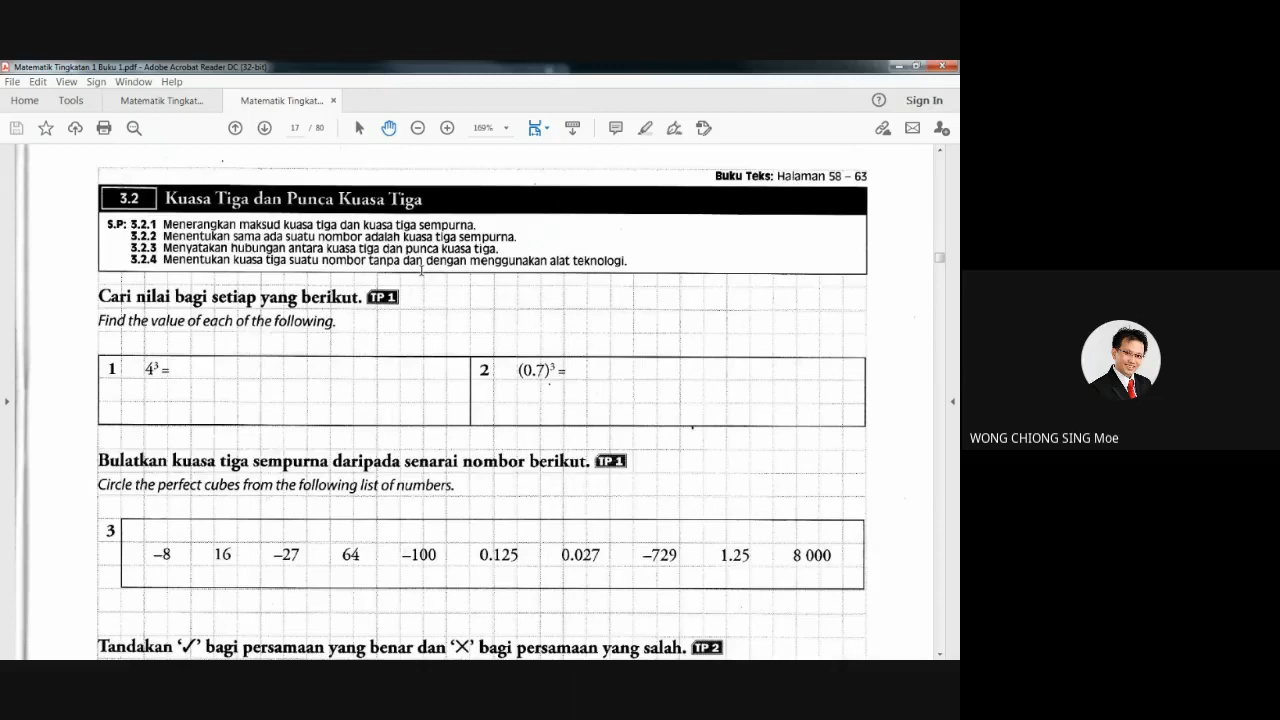 Matematik Tingkatan 1 Buku 1.pdf - Adobe Acrobat Reader DC (32-bit)
File Edit View Sign Window Help
Home Tools Matematik Tingkat... Matematik Tingkat... × Sign In
17 / 80 169%
Buku Teks: Halaman 58 – 63
3.2 Kuasa Tiga dan Punca Kuasa Tiga
S.P: 3.2.1 Menerangkan maksud kuasa tiga dan kuasa tiga sempurna.
3.2.2 Menentukan sama ada suatu nombor adalah kuasa tiga sempurna.
3.2.3 Menyatakan hubungan antara kuasa tiga dan punca kuasa tiga.
3.2.4 Menentukan kuasa tiga suatu nombor tanpa dan dengan menggunakan alat teknologi.
Cari nilai bagi setiap yang berikut. TP 1
Find the value of each of the following.
1 4³ =
2 (0.7)³ =
Bulatkan kuasa tiga sempurna daripada senarai nombor berikut. TP 1
Circle the perfect cubes from the following list of numbers.
3
–8 16 –27 64 –100 0.125 0.027 –729 1.25 8 000
Tandakan ‘✓’ bagi persamaan yang benar dan ‘✕’ bagi persamaan yang salah. TP 2
WONG CHIONG SING Moe